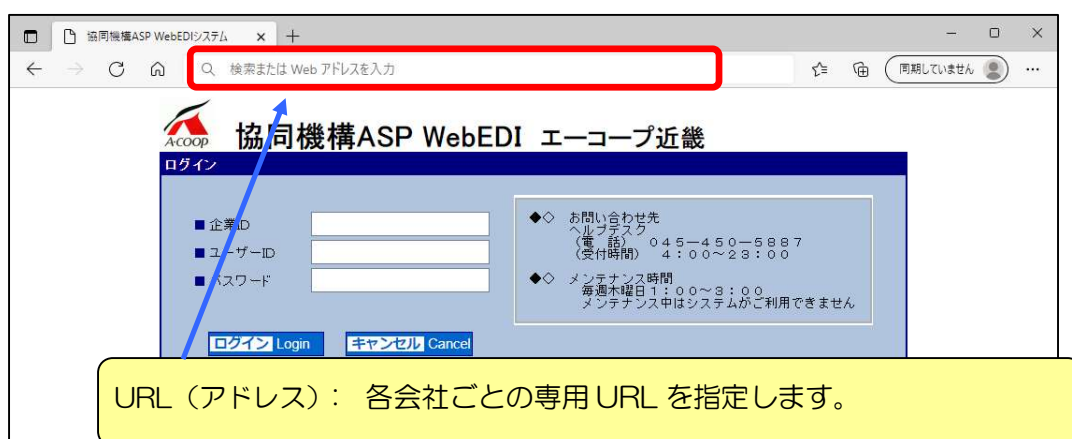 協同機構ASP WebEDIシステム
検索または Web アドレスを入力
同期していません
A-COOP
協同機構ASP WebEDI エーコープ近畿
ログイン
■ 企業ID
■ ユーザーID
■ パスワード
◆◇ お問い合わせ先
ヘルプデスク
(電 話) 045―450―5887
(受付時間) 4:00~23:00
◆◇ メンテナンス時間
毎週木曜日1:00~3:00
メンテナンス中はシステムがご利用できません
ログイン Login キャンセル Cancel
URL(アドレス): 各会社ごとの専用 URL を指定します。